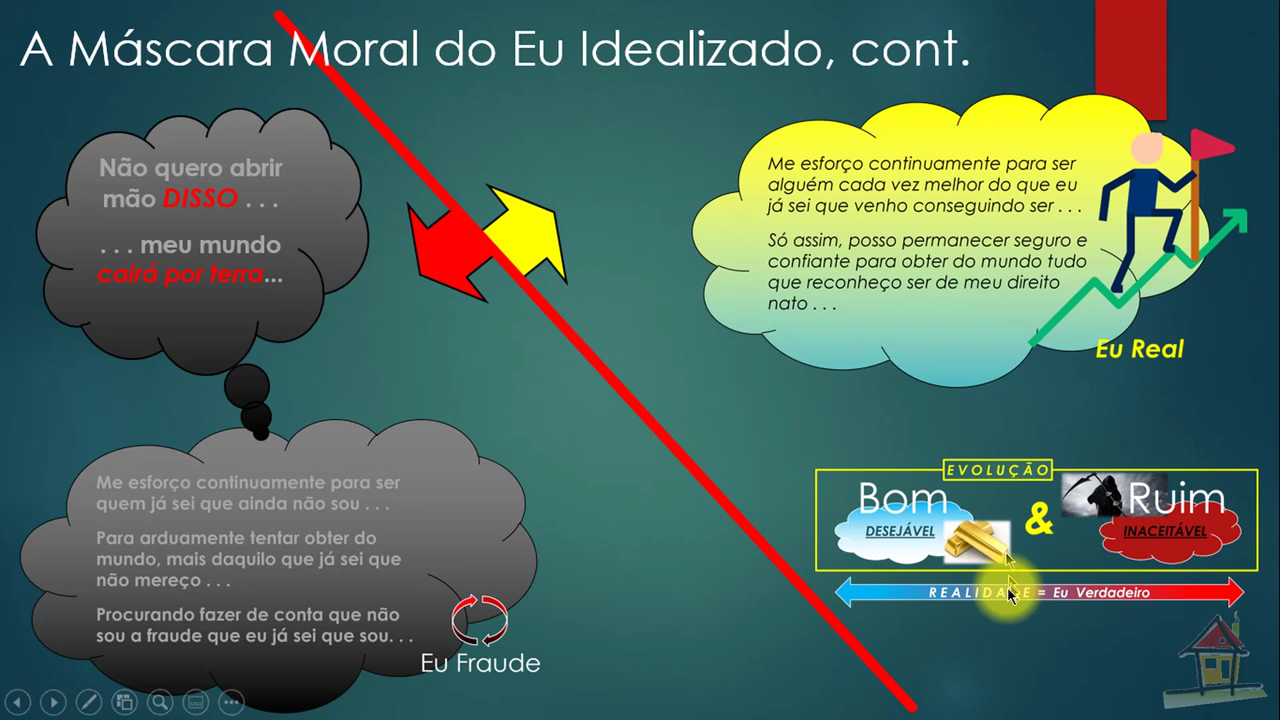 A Máscara Moral do Eu Idealizado, cont.
Não quero abrir
mão DISSO . . .
. . . meu mundo
cairá por terra...
Me esforço continuamente para ser
quem já sei que ainda não sou . . .
Para arduamente tentar obter do
mundo, mais daquilo que já sei que
não mereço . . .
Procurando fazer de conta que não
sou a fraude que eu já sei que sou. . .
Eu Fraude
Me esforço continuamente para ser
alguém cada vez melhor do que eu
já sei que venho conseguindo ser . . .
Só assim, posso permanecer seguro e
confiante para obter do mundo tudo
que reconheço ser de meu direito
nato . . .
Eu Real
EVOLUÇÃO
Bom & Ruim
DESEJÁVEL INACEITÁVEL
REALIDADE = Eu Verdadeiro